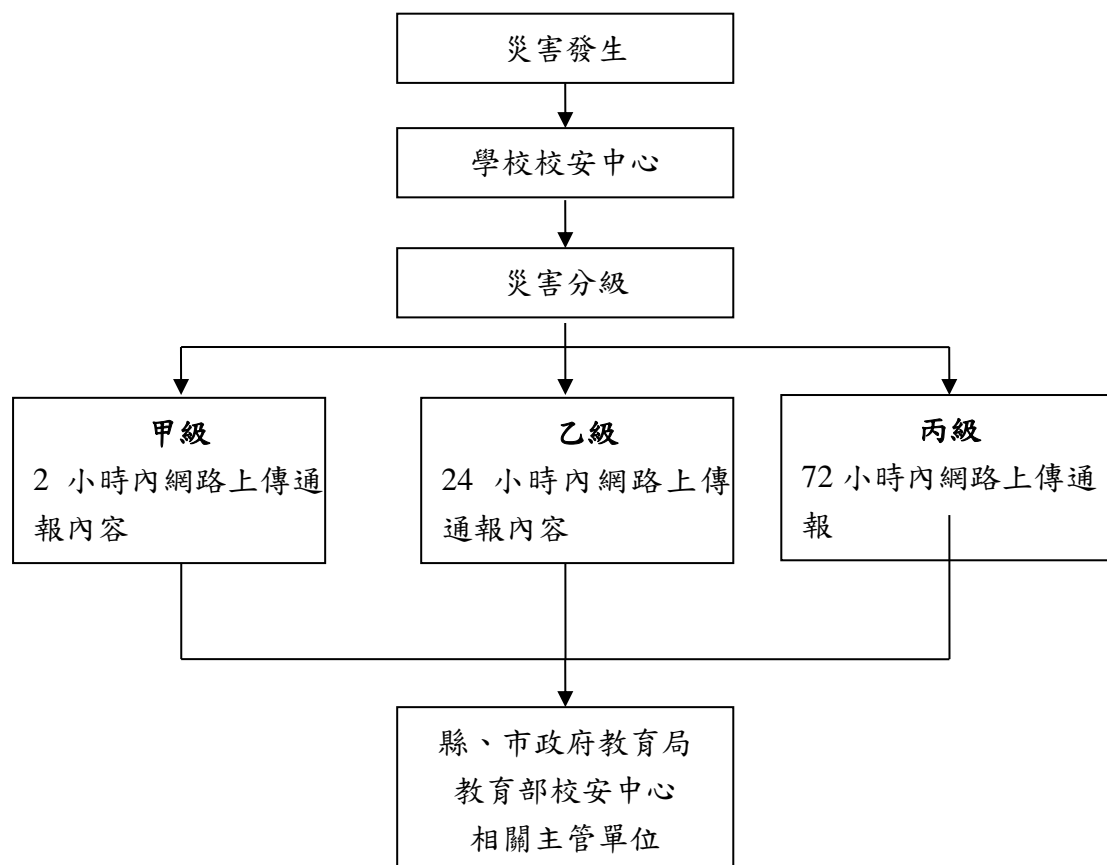 災害發生
學校校安中心
災害分級
甲級
2 小時內網路上傳通
報內容
乙級
24 小時內網路上傳
通報內容
丙級
72 小時內網路上傳通
報
縣、市政府教育局
教育部校安中心
相關主管單位